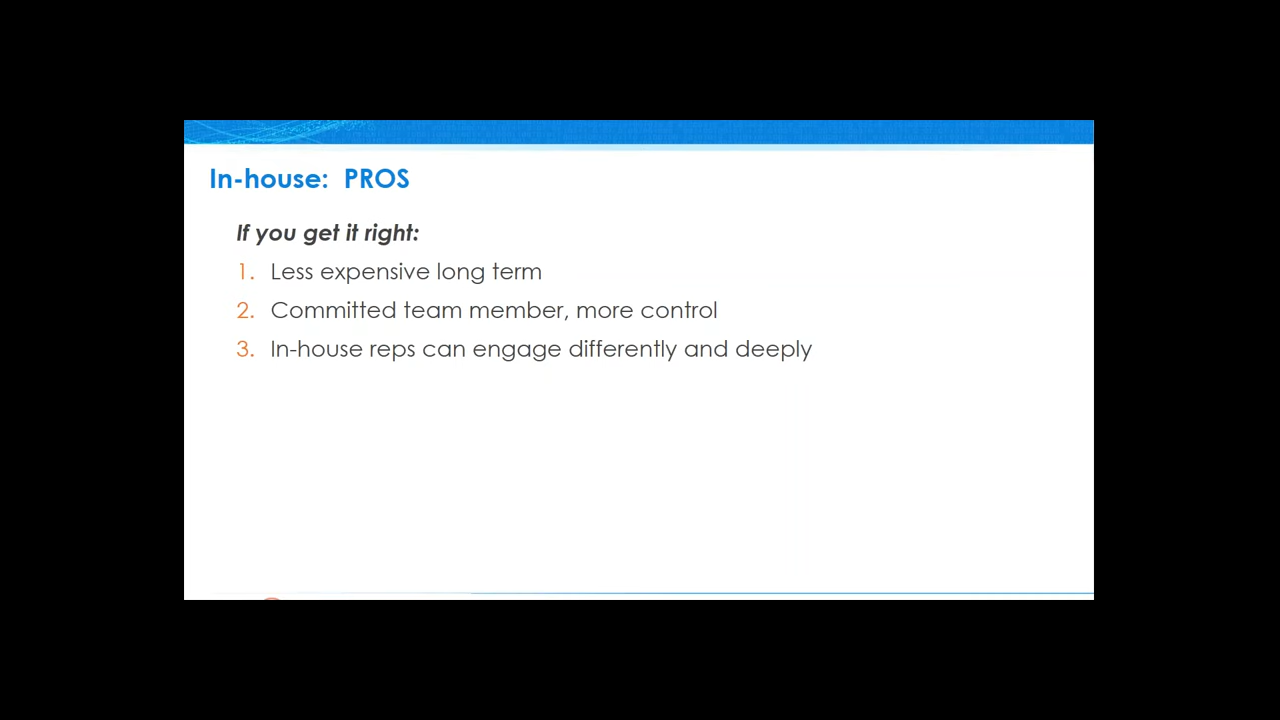 In-house: PROS
If you get it right:
1. Less expensive long term
2. Committed team member, more control
3. In-house reps can engage differently and deeply